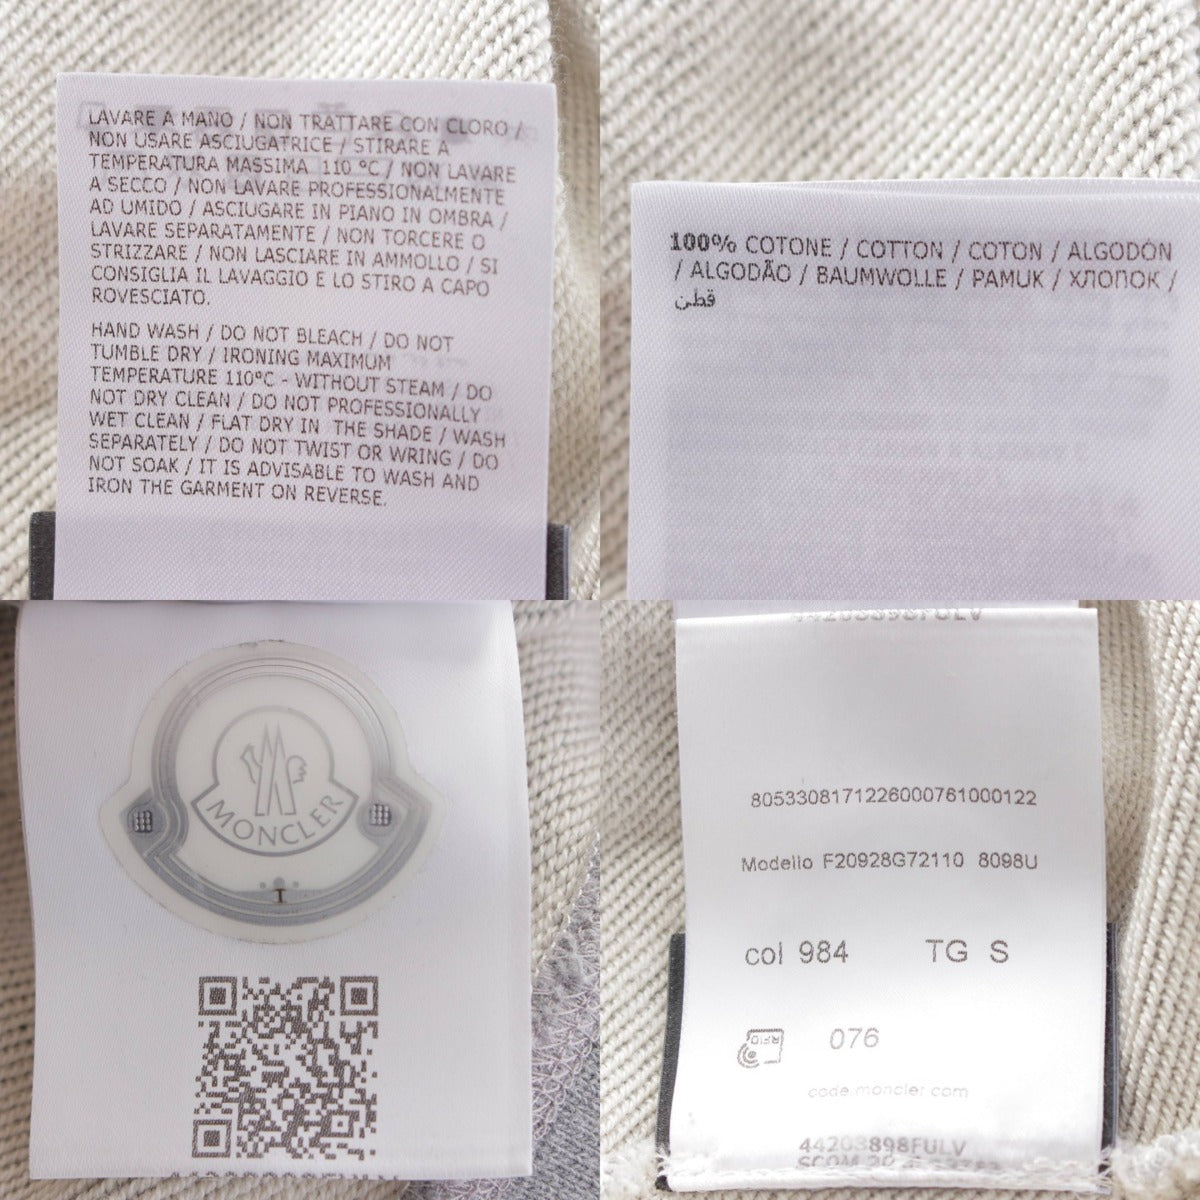 LAVARE A MANO / NON TRATTARE CON CLORO /
NON USARE ASCIUGATRICE / STIRARE A
TEMPERATURA MASSIMA 110 °C / NON LAVARE
A SECCO / NON LAVARE PROFESSIONALMENTE
AD UMIDO / ASCIUGARE IN PIANO IN OMBRA /
LAVARE SEPARATAMENTE / NON TORCERE O
STRIZZARE / NON LASCIARE IN AMMOLLO / SI
CONSIGLIA IL LAVAGGIO E LO STIRO A CAPO
ROVESCIATO.
HAND WASH / DO NOT BLEACH / DO NOT
TUMBLE DRY / IRONING MAXIMUM
TEMPERATURE 110°C - WITHOUT STEAM / DO
NOT DRY CLEAN / DO NOT PROFESSIONALLY
WET CLEAN / FLAT DRY IN THE SHADE / WASH
SEPARATELY / DO NOT TWIST OR WRING / DO
NOT SOAK / IT IS ADVISABLE TO WASH AND
IRON THE GARMENT ON REVERSE.
100% COTONE / COTTON / COTON / ALGODÓN
/ ALGODÃO / BAUMWOLLE / PAMUK / ХЛОПОК /
قطن
MONCLER
I
44203898FULV
8053308171226000761000122
Modello F20928G72110 8098U
col 984 TG S
RFID 076
code.moncler.com
44203898FULV